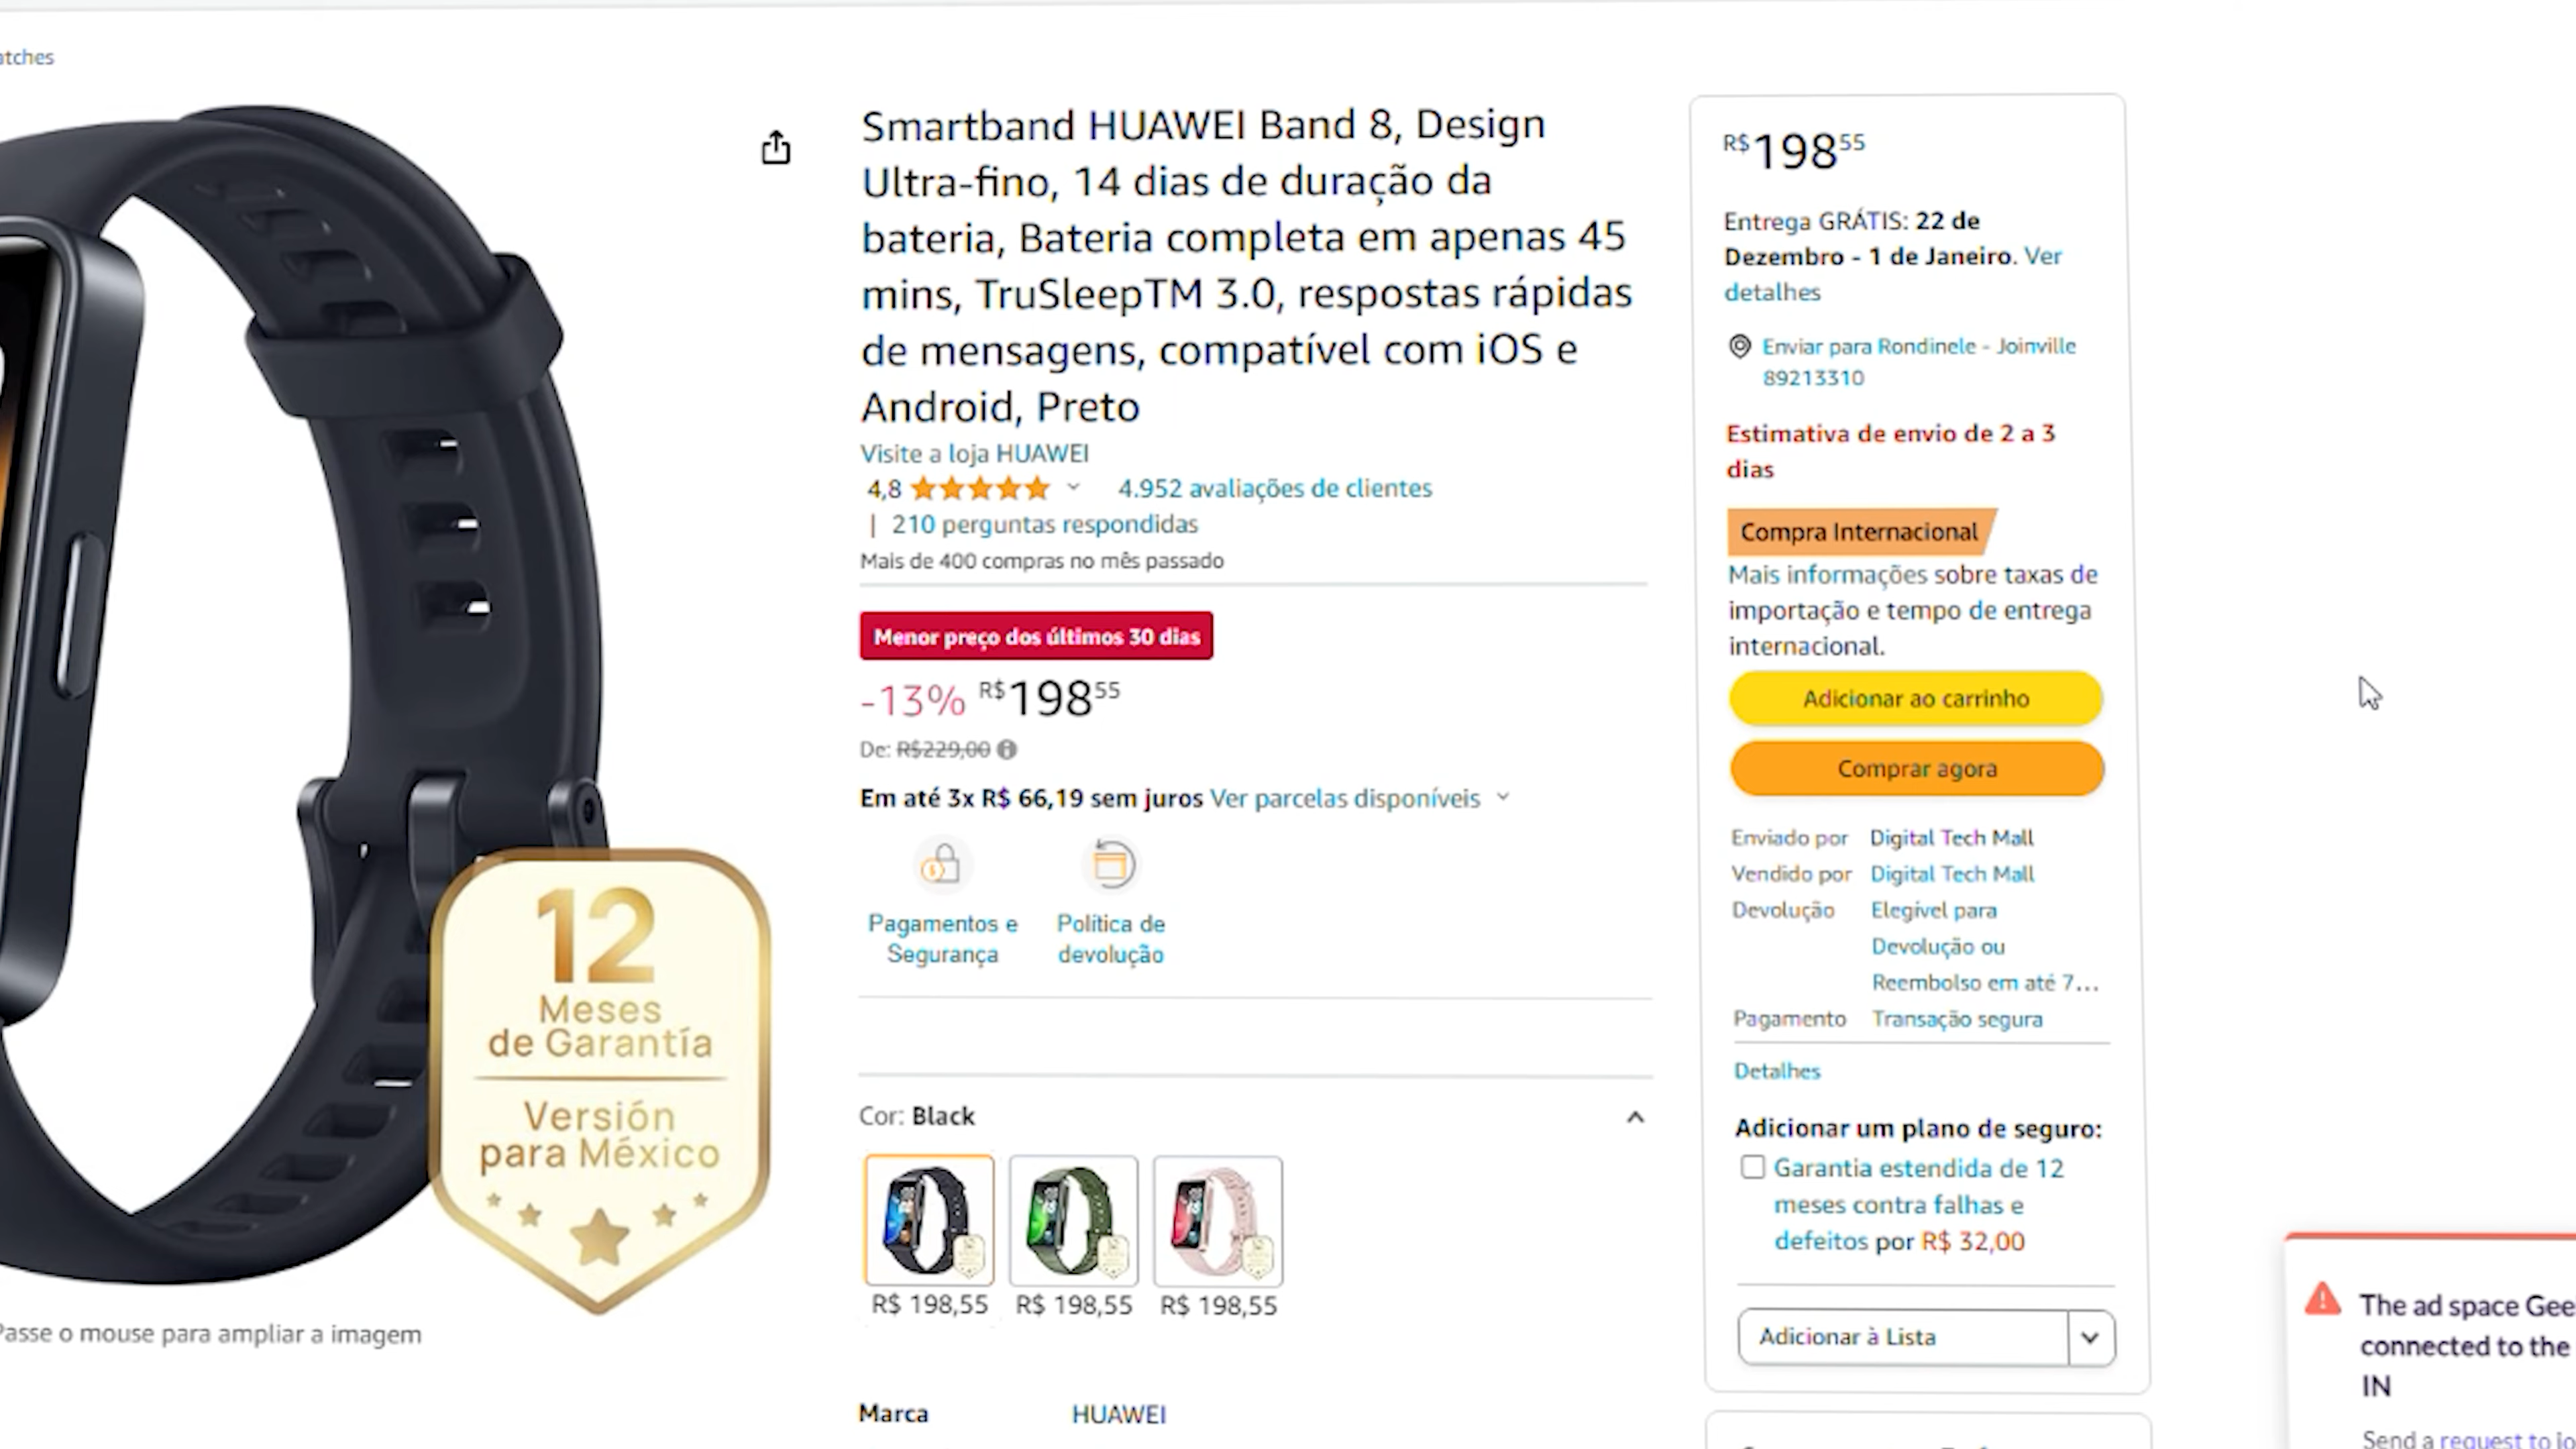 Smartband HUAWEI Band 8, Design
Ultra-fino, 14 dias de duração da
bateria, Bateria completa em apenas 45
mins, TruSleepTM 3.0, respostas rápidas
de mensagens, compatível com iOS e
Android, Preto
Visite a loja HUAWEI
4,8
4.952 avaliações de clientes
| 210 perguntas respondidas
Mais de 400 compras no mês passado
Menor preço dos últimos 30 dias
-13% R$19855
De: R$229,00
Em até 3x R$ 66,19 sem juros Ver parcelas disponíveis
Pagamentos e
Segurança
Política de
devolução
12
Meses
de Garantía
Versión
para México
Passe o mouse para ampliar a imagem
Cor: Black
R$ 198,55 R$ 198,55 R$ 198,55
Marca HUAWEI
R$19855
Entrega GRÁTIS: 22 de
Dezembro - 1 de Janeiro. Ver
detalhes
Enviar para Rondinele - Joinville
89213310
Estimativa de envio de 2 a 3
dias
Compra Internacional
Mais informações sobre taxas de
importação e tempo de entrega
internacional.
Adicionar ao carrinho
Comprar agora
Enviado por Digital Tech Mall
Vendido por Digital Tech Mall
Devolução Elegível para
Devolução ou
Reembolso em até 7...
Pagamento Transação segura
Detalhes
Adicionar um plano de seguro:
Garantia estendida de 12
meses contra falhas e
defeitos por R$ 32,00
Adicionar à Lista
The ad space
connected to the
IN
Send a request to